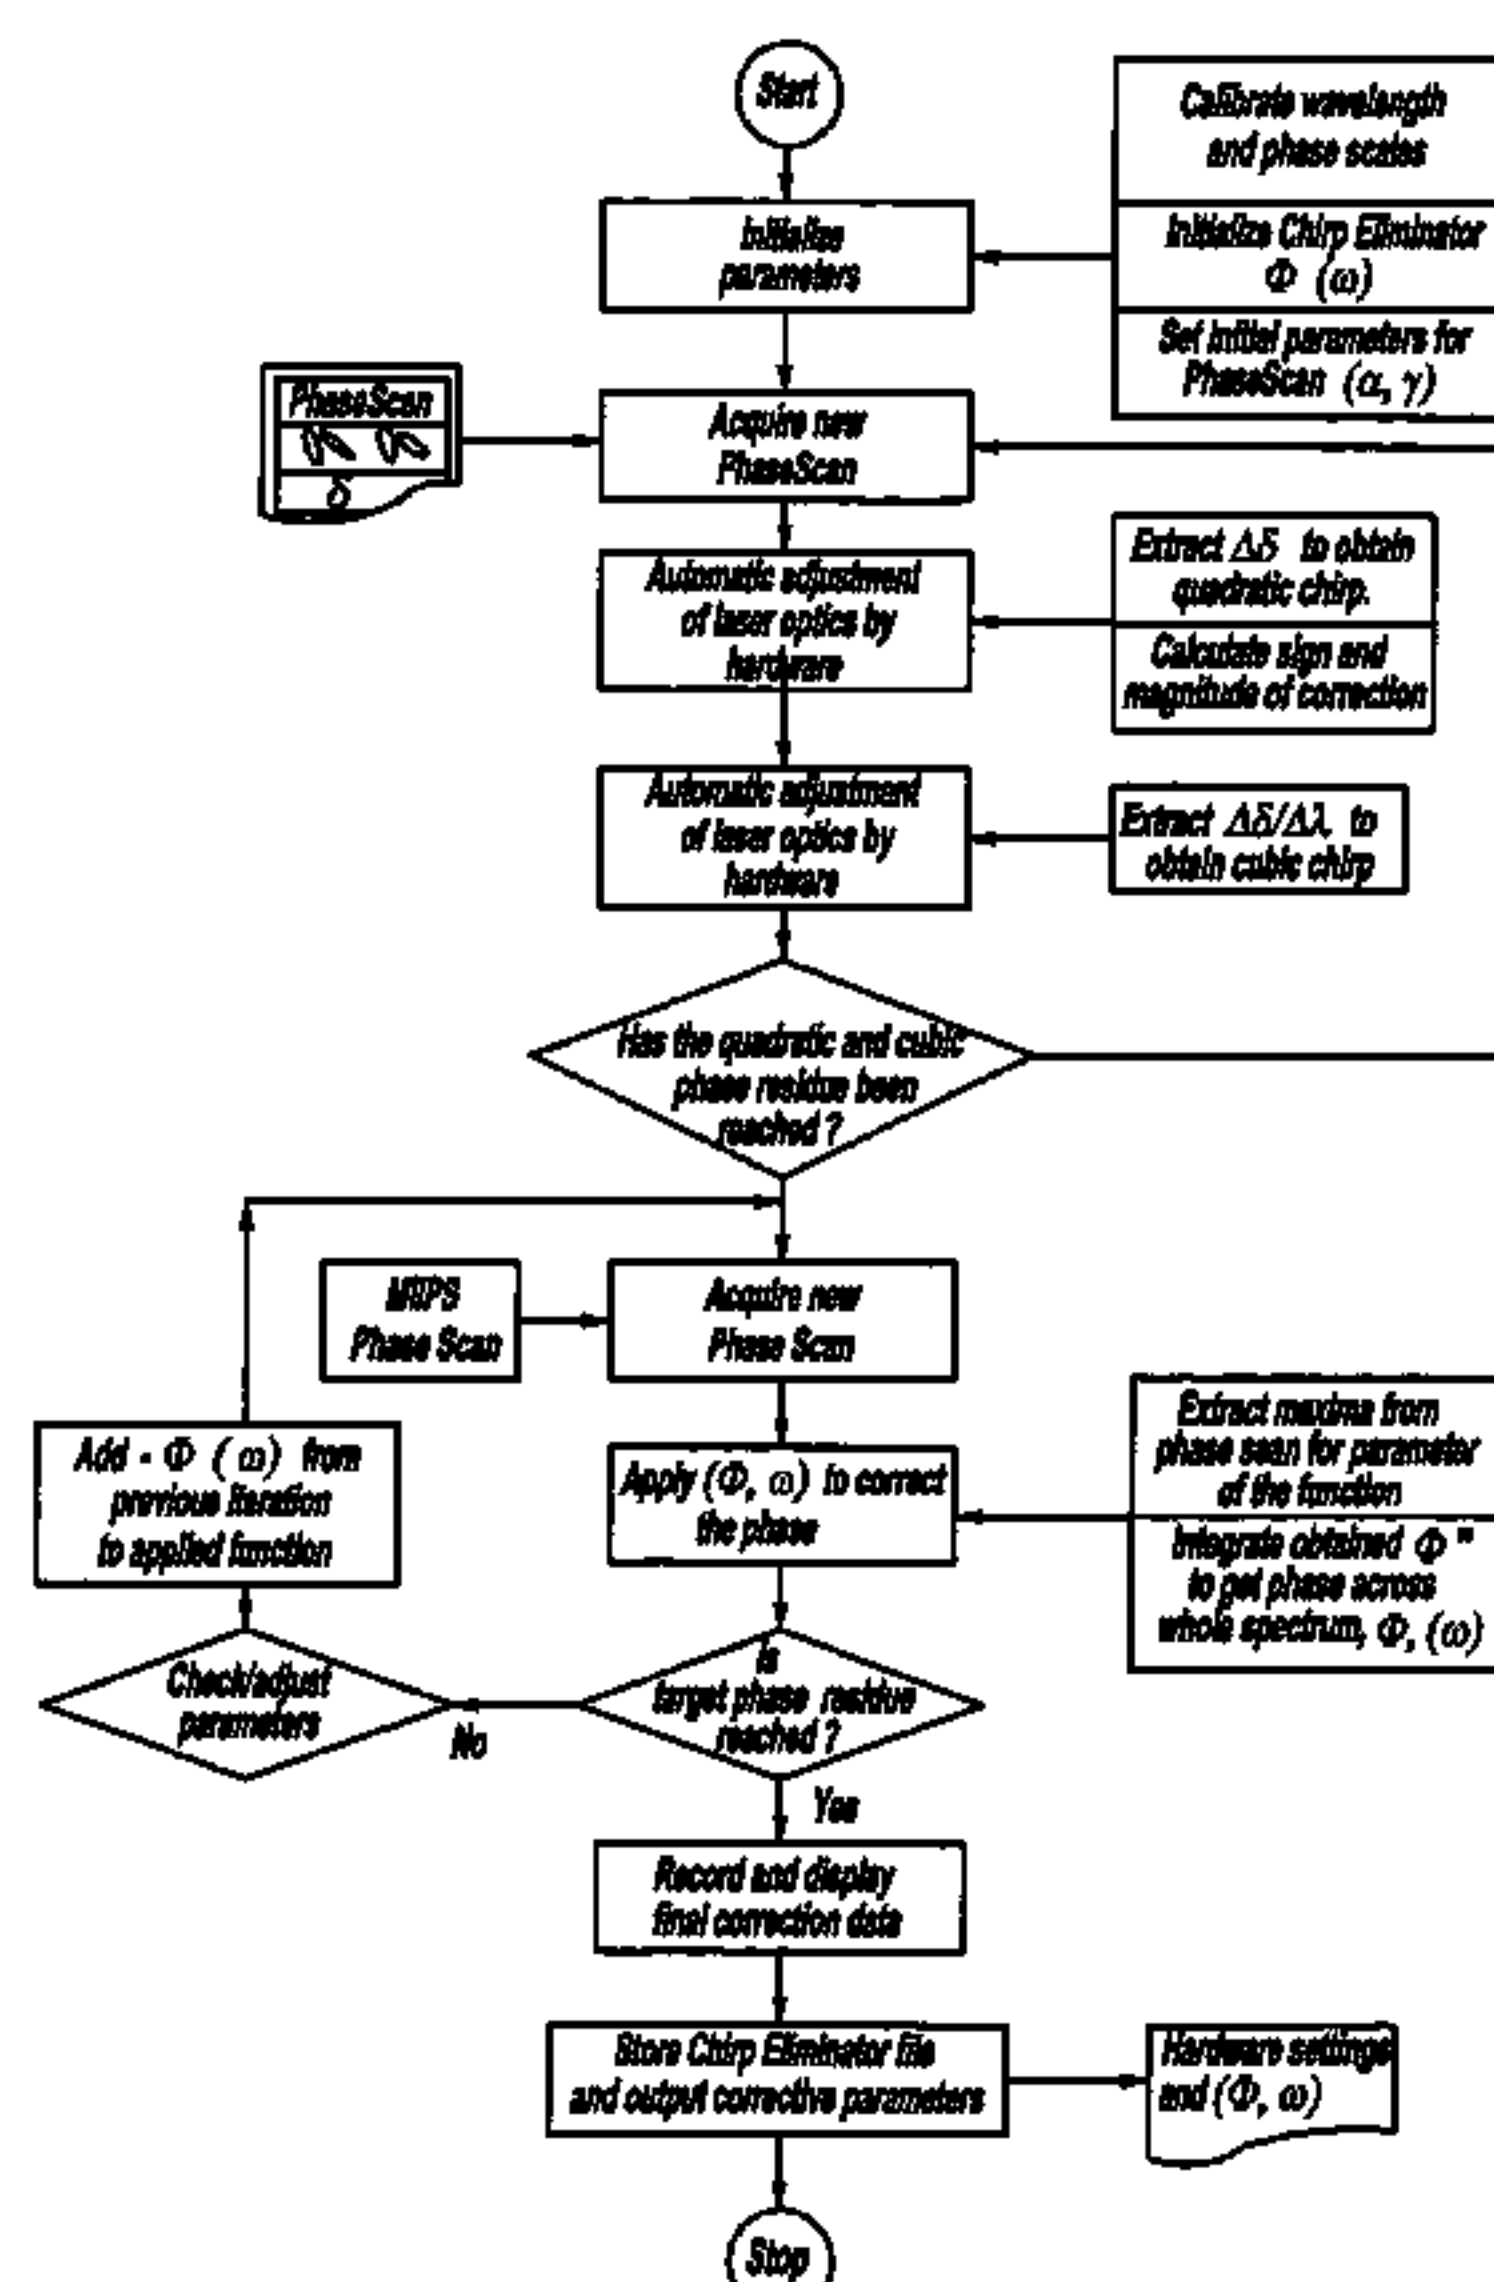 Start
Calibrate wavelength
and phase scales
Initialize
parameters
Initialize Chirp Eliminator
Φ (ω)
Set initial parameters for
PhaseScan (α, γ)
PhaseScan
δ
Acquire new
PhaseScan
Automatic adjustment
of laser optics by
hardware
Extract Δδ to obtain
quadratic chirp.
Calculate sign and
magnitude of correction
Automatic adjustment
of laser optics by
hardware
Extract Δδ/Δλ to
obtain cubic chirp
Has the quadratic and cubic
phase residue been
reached ?
MIIPS
Phase Scan
Acquire new
Phase Scan
Add - Φ ( ω) from
previous iteration
to applied function
Apply (Φ, ω) to correct
the phase
Extract maxima from
phase scan for parameter
of the function
Integrate obtained Φ "
to get phase across
whole spectrum, Φ, (ω)
Check/adjust
parameters
No
Is
target phase residue
reached ?
Yes
Record and display
final correction data
Store Chirp Eliminator file
and output corrective parameters
Hardware settings
and (Φ, ω)
Stop